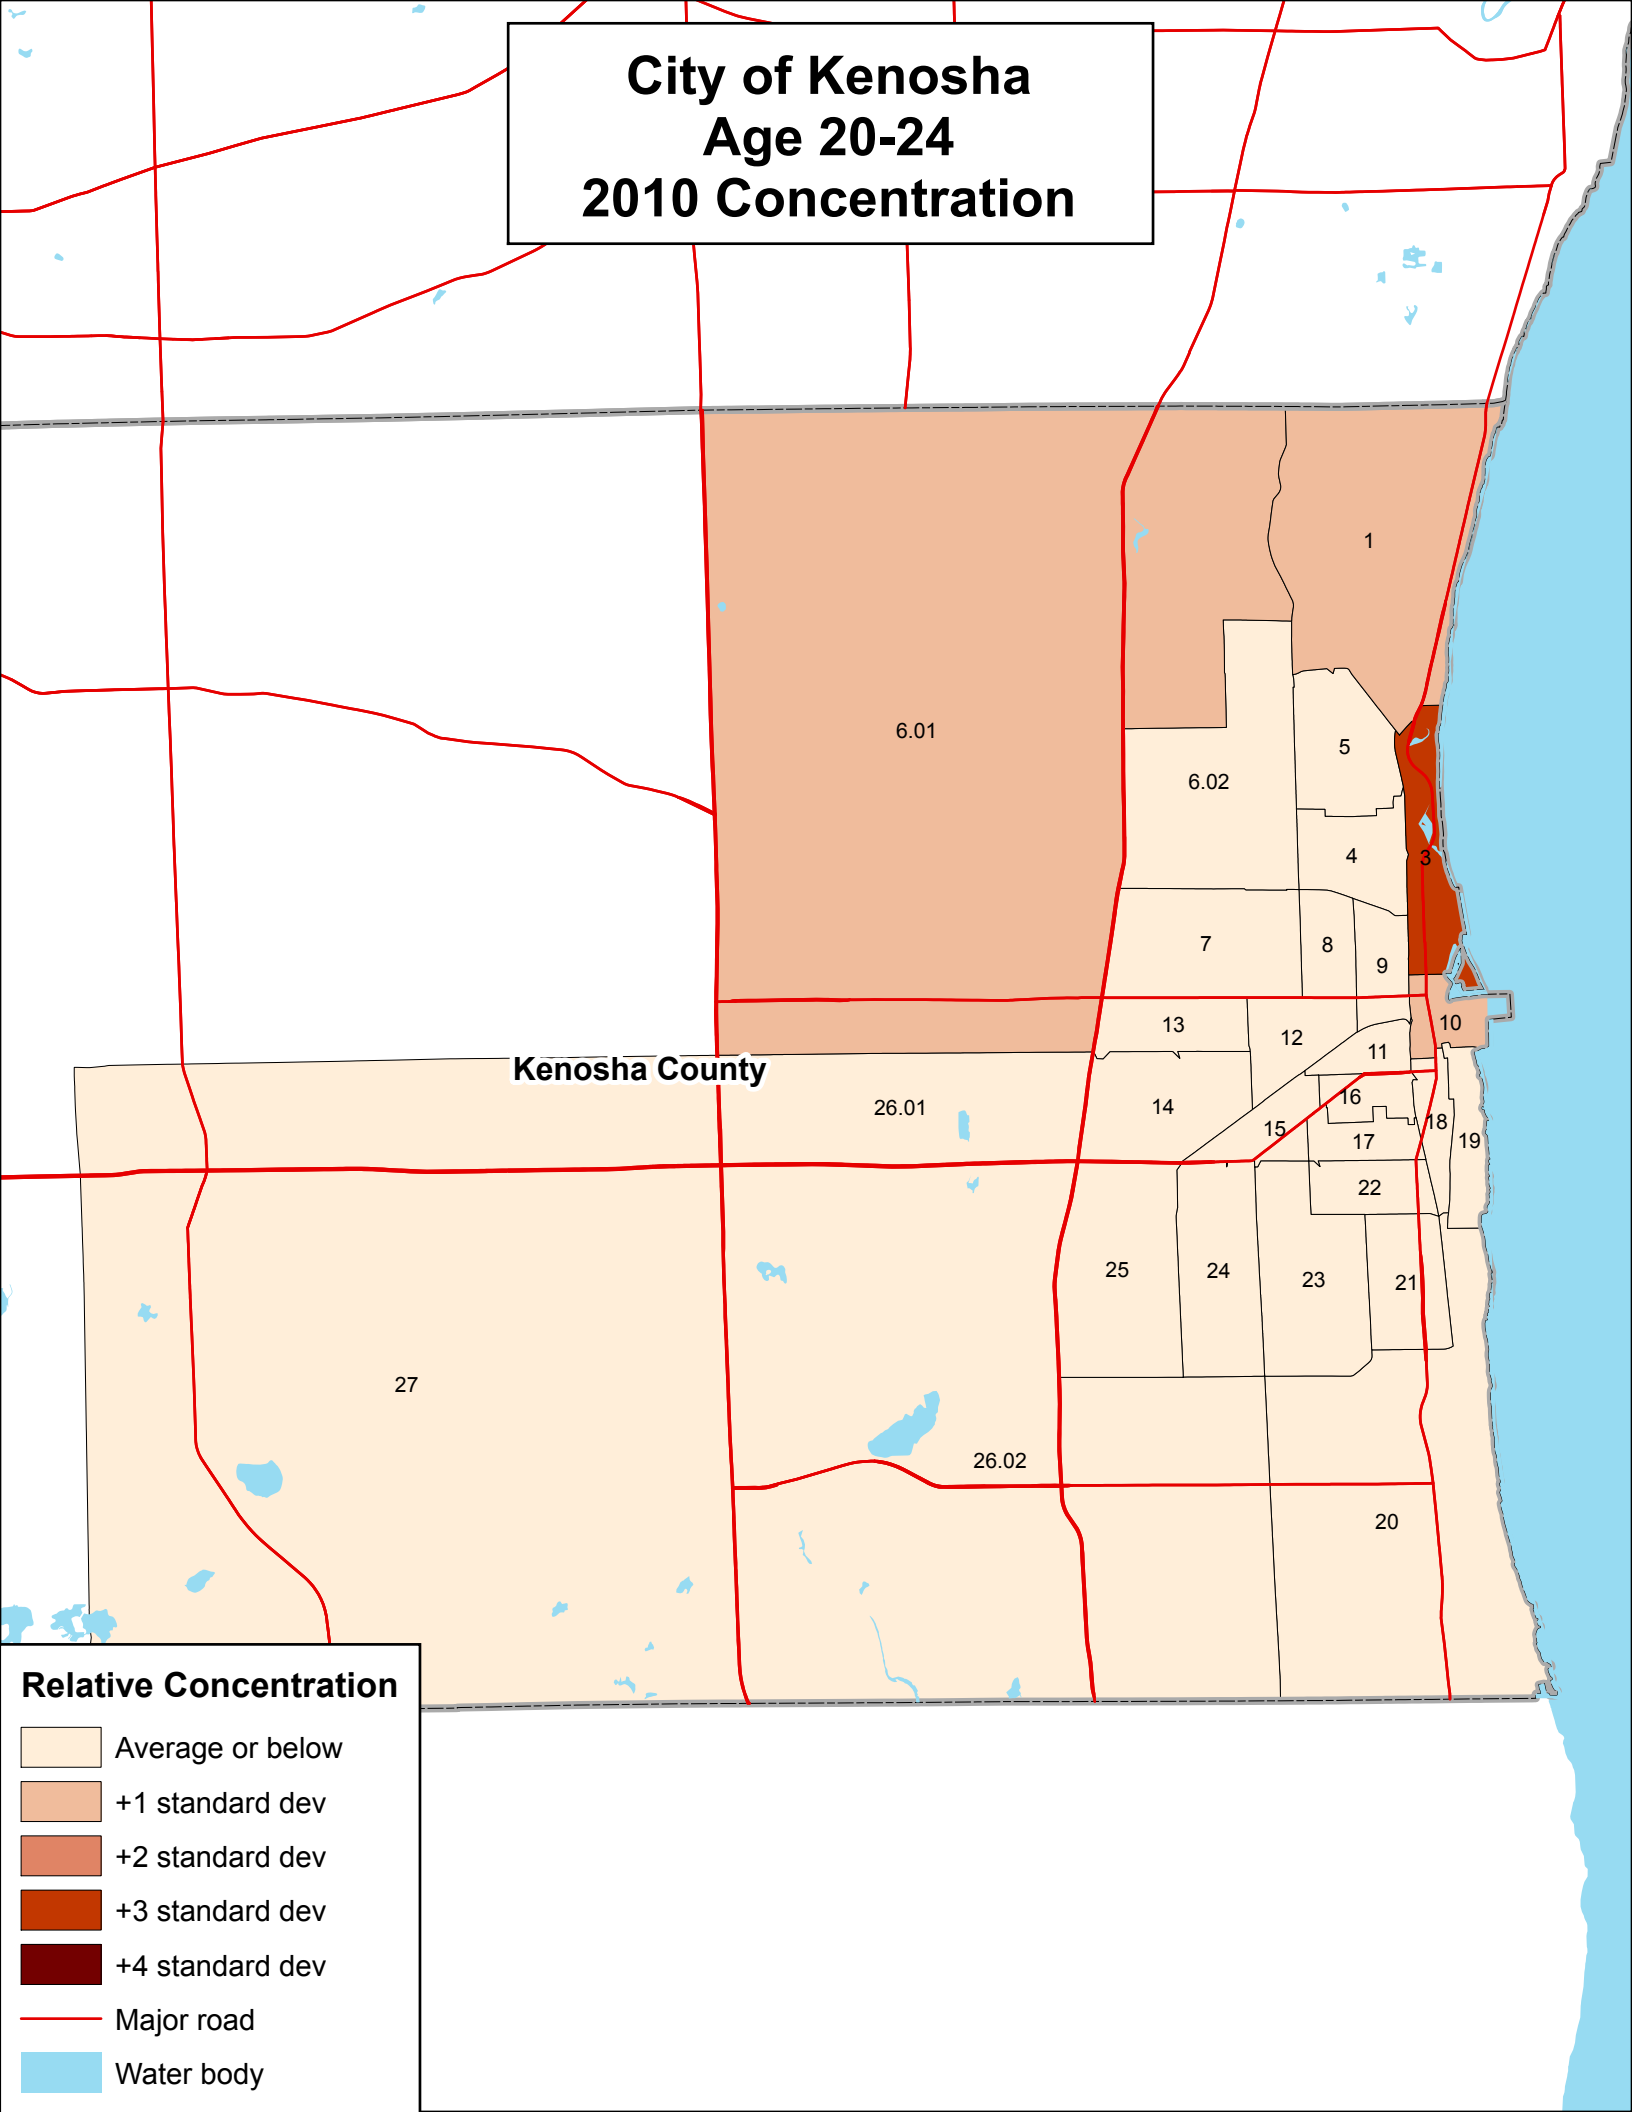 City of Kenosha
Age 20-24
2010 Concentration
1
6.01
5
6.02
4
3
7
8
9
10
13
12
11
Kenosha County
26.01
14
16
15
18
17
19
22
25
24
23
21
27
26.02
20
Relative Concentration
Average or below
+1 standard dev
+2 standard dev
+3 standard dev
+4 standard dev
Major road
Water body